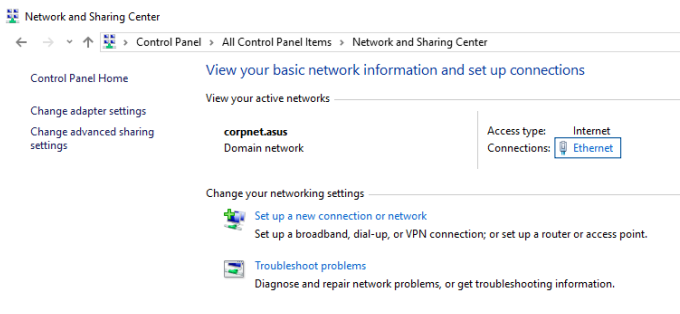 Network and Sharing Center
Control Panel > All Control Panel Items > Network and Sharing Center
Control Panel Home
Change adapter settings
Change advanced sharing
settings
View your basic network information and set up connections
View your active networks
corpnet.asus
Domain network
Access type: Internet
Connections: Ethernet
Change your networking settings
Set up a new connection or network
Set up a broadband, dial-up, or VPN connection; or set up a router or access point.
Troubleshoot problems
Diagnose and repair network problems, or get troubleshooting information.